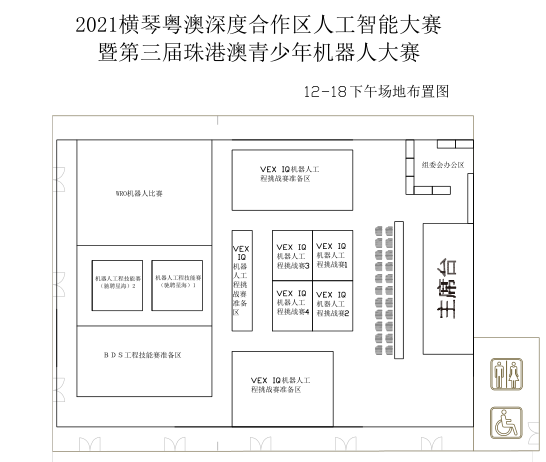 2021横琴粤澳深度合作区人工智能大赛
暨第三届珠港澳青少年机器人大赛
12-18下午场地布置图
组委会办公区
VEX IQ机器人工
程挑战赛准备区
WRO机器人比赛
VEX
IQ
机器
人工
程挑
战赛
准备
区
VEX IQ
机器人工
程挑战赛3
VEX IQ
机器人工
程挑战赛1
主席台
机器人工程技能赛
（驰骋星海）2
机器人工程技能赛
（驰骋星海）1
VEX IQ
机器人工
程挑战赛4
VEX IQ
机器人工
程挑战赛2
BDS工程技能赛准备区
VEX IQ机器人工
程挑战赛准备区